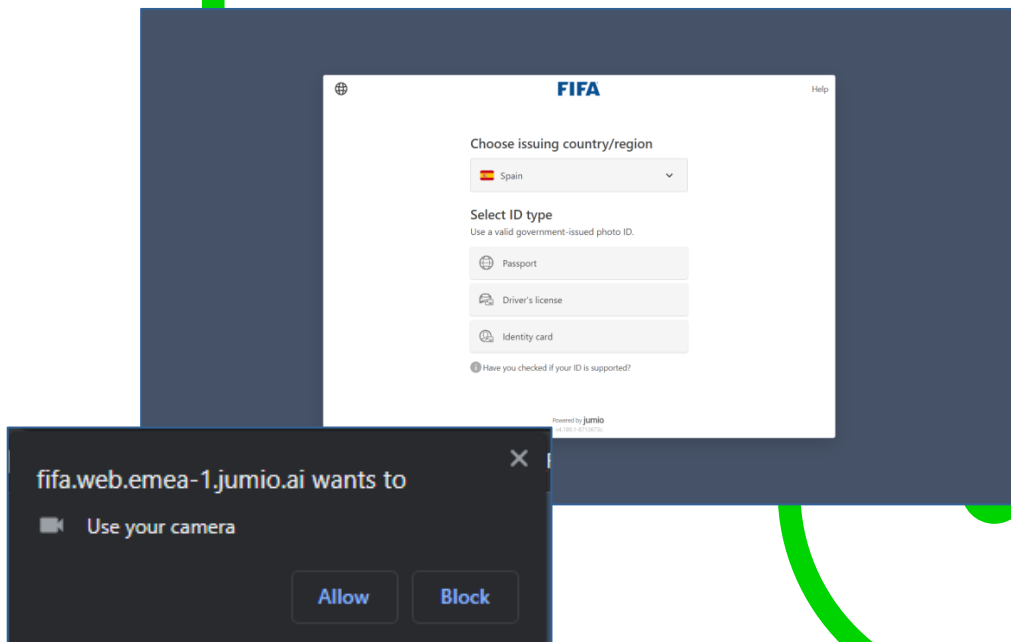 FIFA
Help
Choose issuing country/region
Spain
Select ID type
Use a valid government-issued photo ID.
Passport
Driver's license
Identity card
Have you checked if your ID is supported?
Powered by jumio
fifa.web.emea-1.jumio.ai wants to
Use your camera
Allow
Block